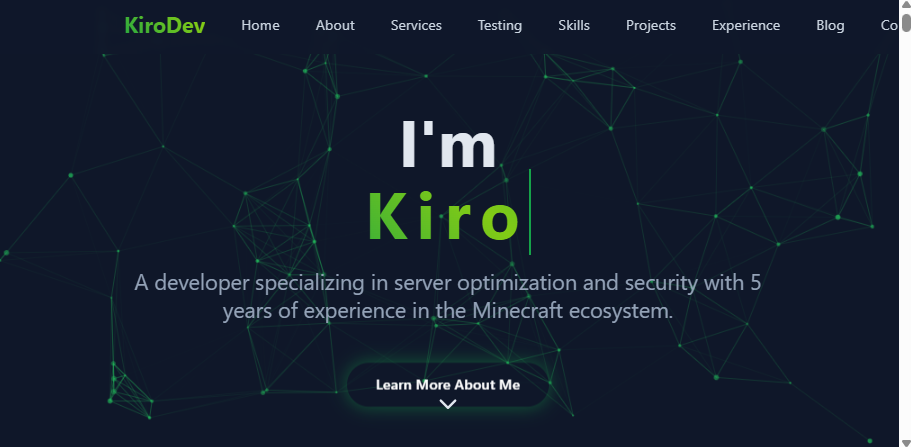 KiroDev Home About Services Testing Skills Projects Experience Blog Co
I'm
Kiro
A developer specializing in server optimization and security with 5
years of experience in the Minecraft ecosystem.
Learn More About Me